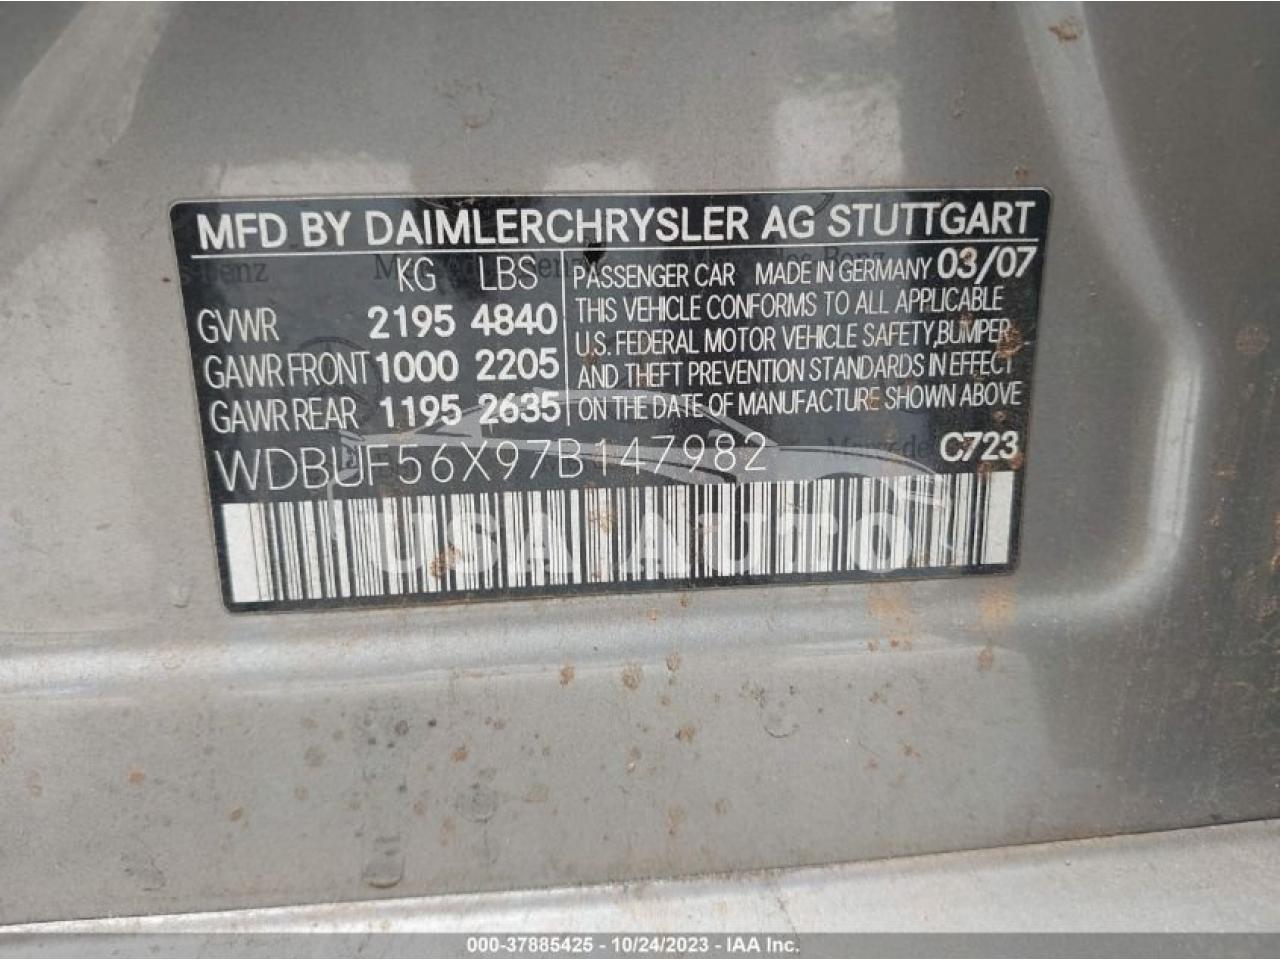 MFD BY DAIMLERCHRYSLER AG STUTTGART
KG LBS
GVWR 2195 4840
GAWR FRONT 1000 2205
GAWR REAR 1195 2635
PASSENGER CAR MADE IN GERMANY 03/07
THIS VEHICLE CONFORMS TO ALL APPLICABLE
U.S. FEDERAL MOTOR VEHICLE SAFETY, BUMPER
AND THEFT PREVENTION STANDARDS IN EFFECT
ON THE DATE OF MANUFACTURE SHOWN ABOVE
WDBUF56X97B147982 C723
USA AUTO
000-37885425 - 10/24/2023 - IAA Inc.